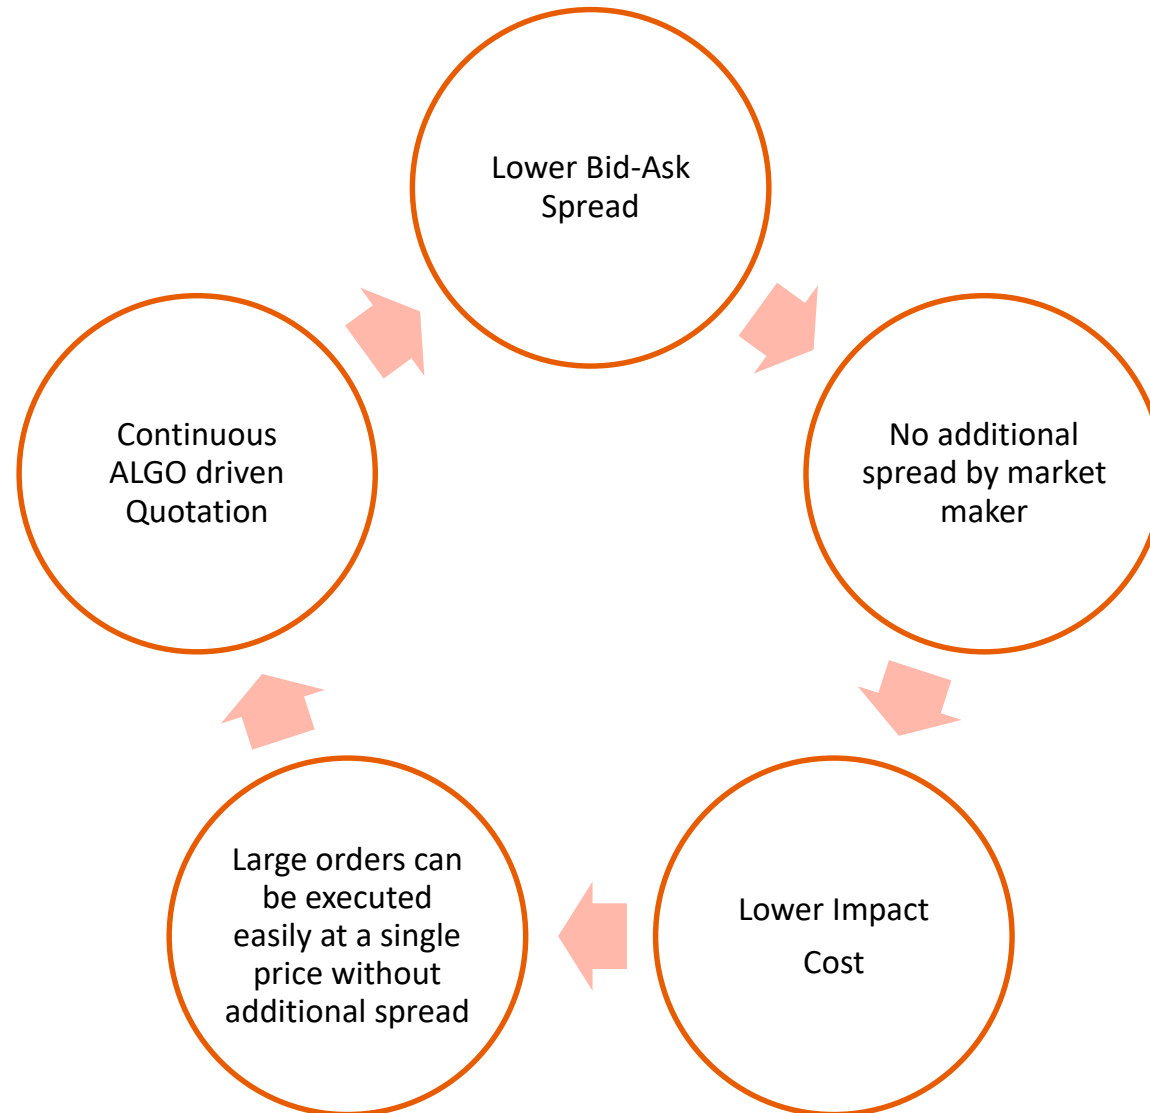 Lower Bid-Ask
Spread
No additional
spread by market
maker
Lower Impact
Cost
Large orders can
be executed
easily at a single
price without
additional spread
Continuous
ALGO driven
Quotation